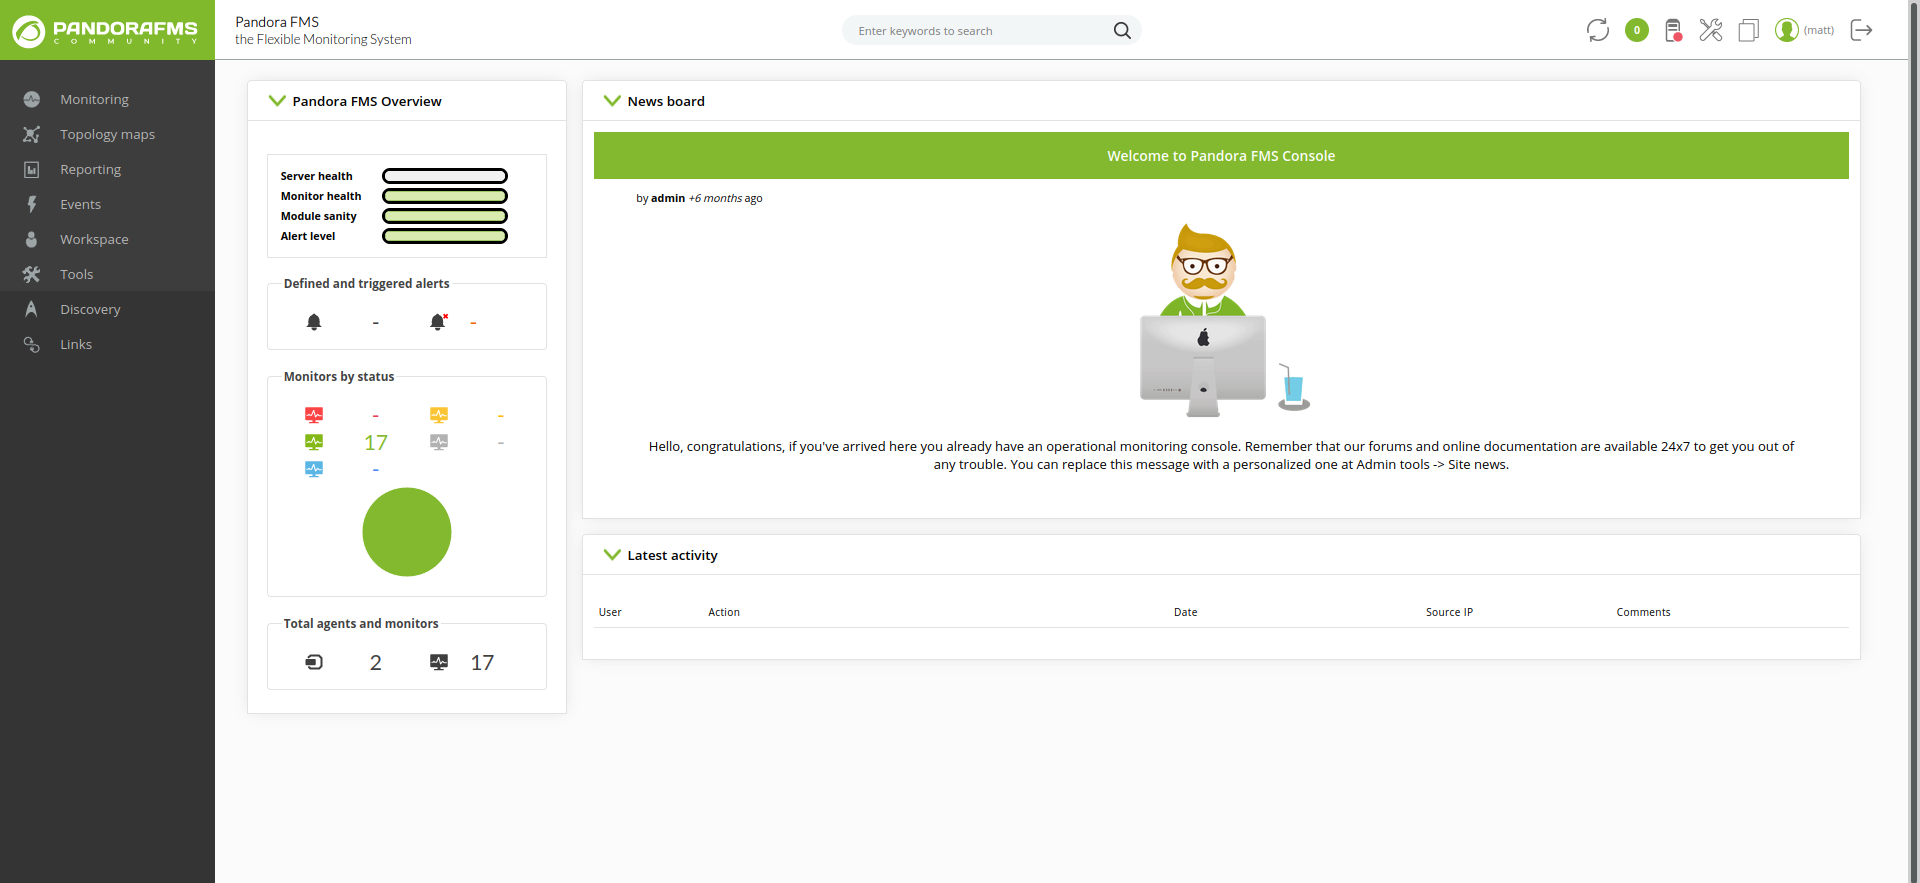 PANDORAFMS
COMMUNITY
Pandora FMS
the Flexible Monitoring System
Enter keywords to search
0
(matt)
Monitoring
Topology maps
Reporting
Events
Workspace
Tools
Discovery
Links
Pandora FMS Overview
Server health
Monitor health
Module sanity
Alert level
Defined and triggered alerts
- -
Monitors by status
- -
17 -
-
Total agents and monitors
2 17
News board
Welcome to Pandora FMS Console
by admin +6 months ago
Hello, congratulations, if you've arrived here you already have an operational monitoring console. Remember that our forums and online documentation are available 24x7 to get you out of
any trouble. You can replace this message with a personalized one at Admin tools -> Site news.
Latest activity
User Action Date Source IP Comments